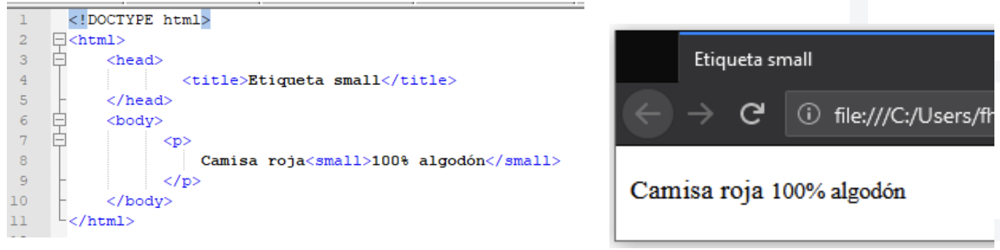 1 <!DOCTYPE html>
2 <html>
3 <head>
4 <title>Etiqueta small</title>
5 </head>
6 <body>
7 <p>
8 Camisa roja<small>100% algodón</small>
9 </p>
10 </body>
11 </html>
Etiqueta small
file:///C:/Users/fh
Camisa roja 100% algodón